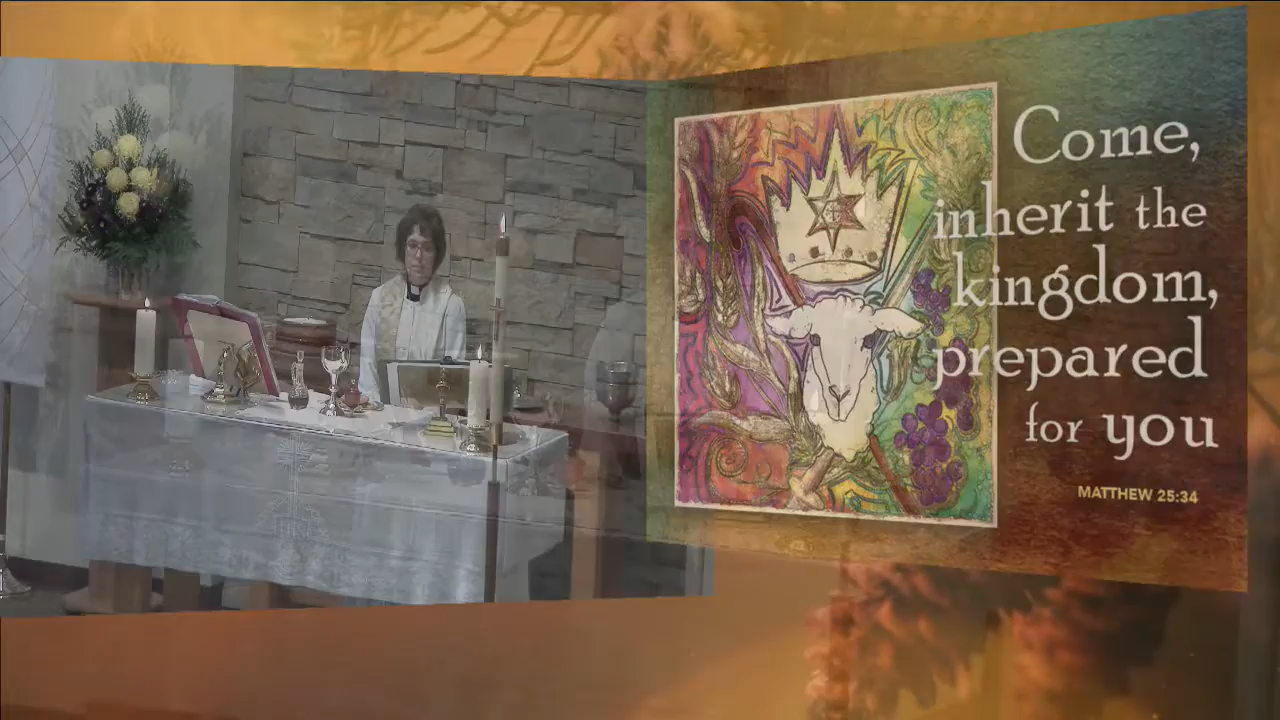 Come,
inherit the
kingdom,
prepared
for you
MATTHEW 25:34